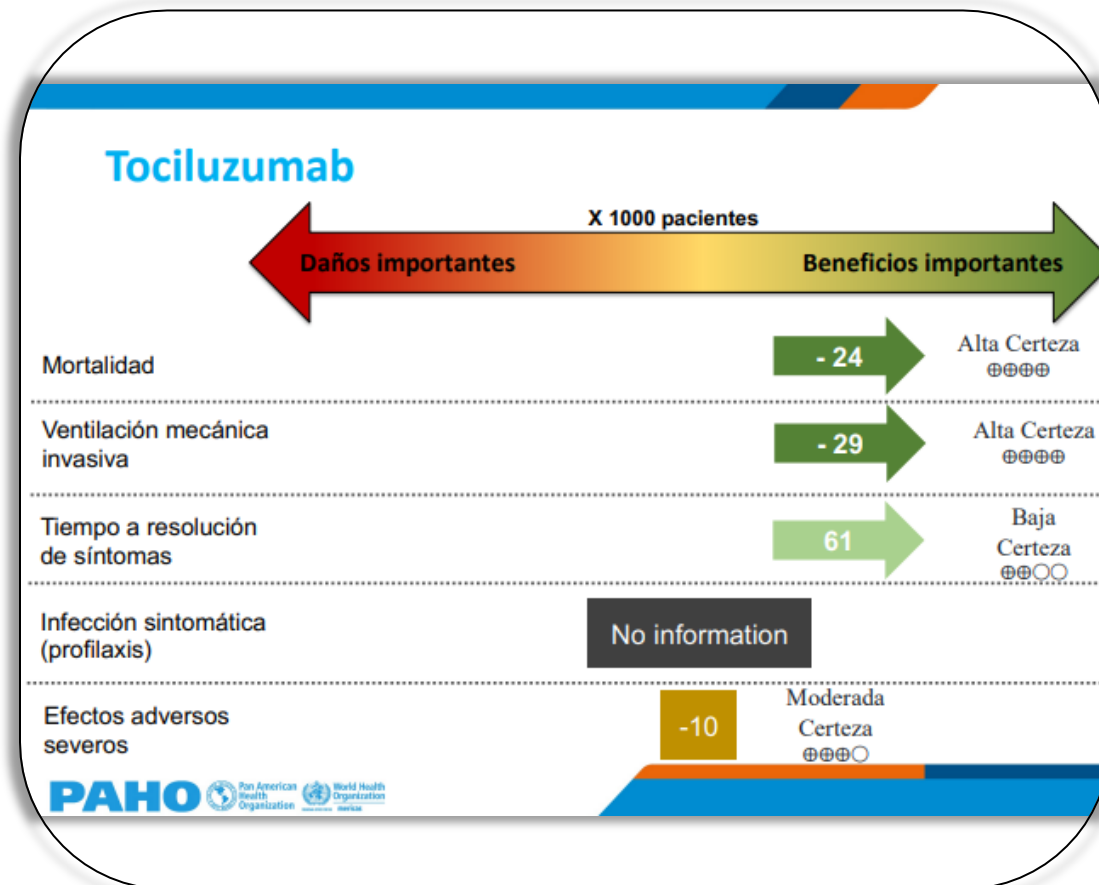 Tociluzumab
X 1000 pacientes
Daños importantes
Beneficios importantes
Mortalidad
- 24
Alta Certeza
⊕⊕⊕⊕
Ventilación mecánica
invasiva
- 29
Alta Certeza
⊕⊕⊕⊕
Tiempo a resolución
de síntomas
61
Baja
Certeza
⊕⊕○○
Infección sintomática
(profilaxis)
No information
Efectos adversos
severos
-10
Moderada
Certeza
⊕⊕⊕○
PAHO
Pan American
Health
Organization
World Health
Organization